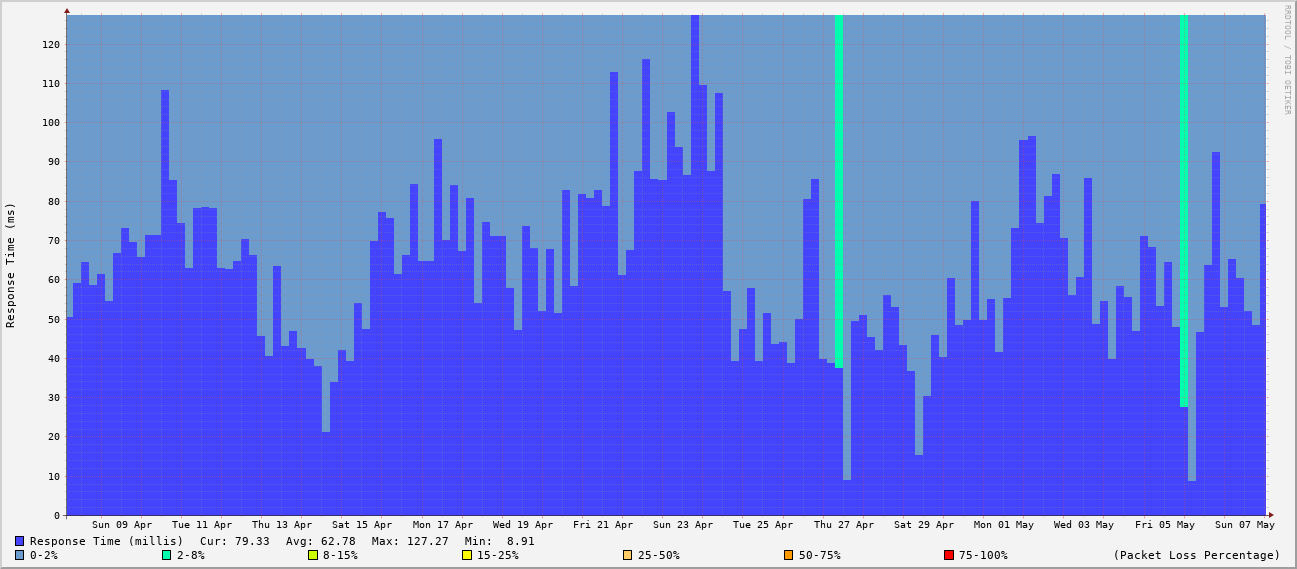 RRDTOOL / TOBI OETIKER
Response Time (ms)
120
110
100
90
80
70
60
50
40
30
20
10
0
Sun 09 Apr Tue 11 Apr Thu 13 Apr Sat 15 Apr Mon 17 Apr Wed 19 Apr Fri 21 Apr Sun 23 Apr Tue 25 Apr Thu 27 Apr Sat 29 Apr Mon 01 May Wed 03 May Fri 05 May Sun 07 May
Response Time (millis) Cur: 79.33 Avg: 62.78 Max: 127.27 Min: 8.91
0-2% 2-8% 8-15% 15-25% 25-50% 50-75% 75-100% (Packet Loss Percentage)